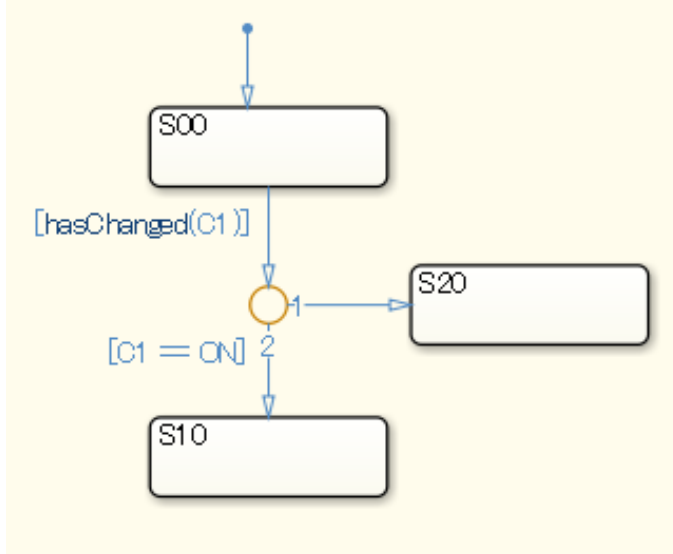 S00
[hasChanged(C1)]
1
S20
[C1 == ON]
2
S10